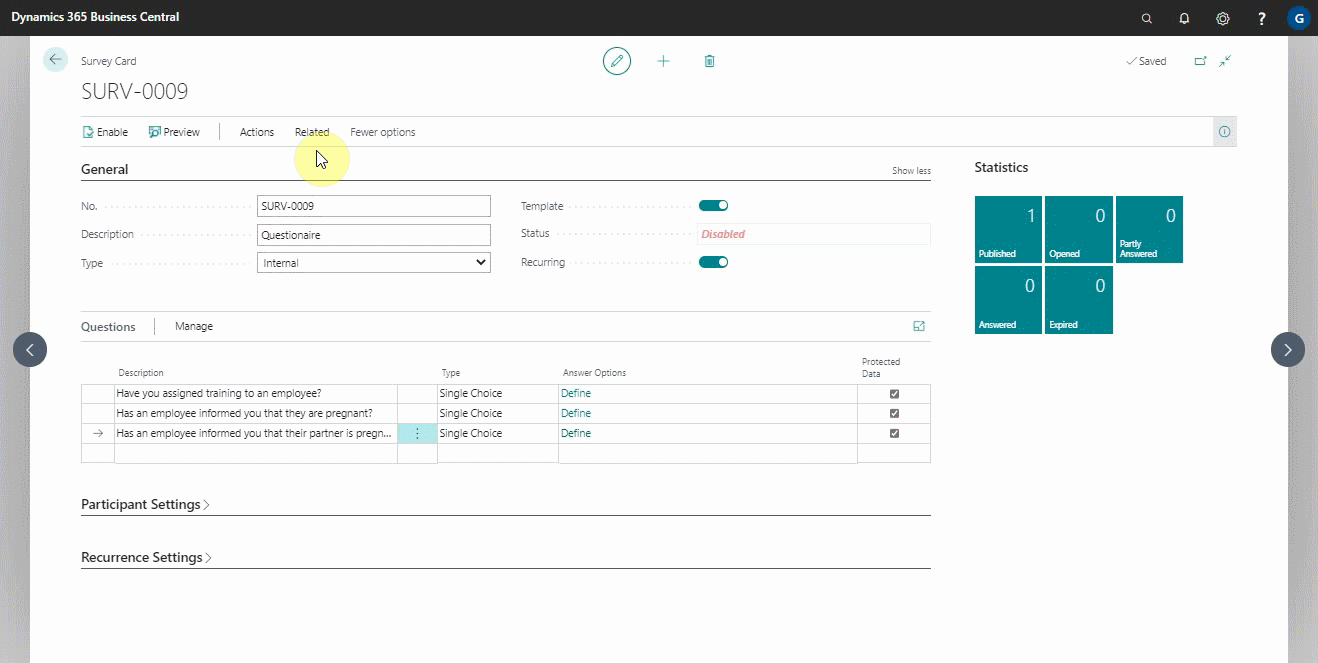 Dynamics 365 Business Central
? G
Survey Card
Saved
SURV-0009
Enable Preview Actions Related Fewer options
General Show less
No. SURV-0009
Description Questionaire
Type Internal
Template
Status Disabled
Recurring
Statistics
1 Published
0 Opened
0 Partly Answered
0 Answered
0 Expired
Questions Manage
Description Type Answer Options Protected Data
Have you assigned training to an employee? Single Choice Define
Has an employee informed you that they are pregnant? Single Choice Define
Has an employee informed you that their partner is pregn... Single Choice Define
Participant Settings
Recurrence Settings